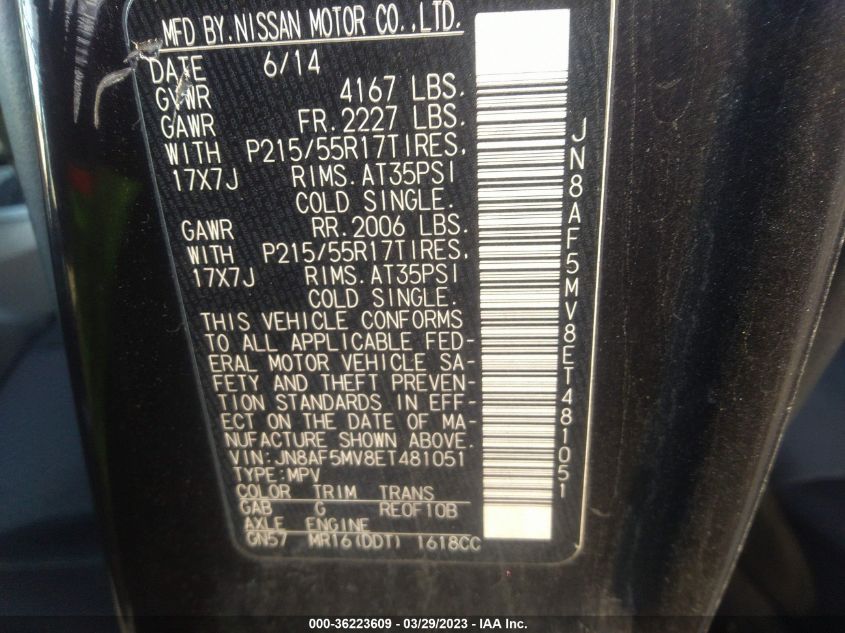 MFD BY.NISSAN MOTOR CO.,LTD.
DATE 6/14
GVWR 4167 LBS.
GAWR FR.2227 LBS.
WITH P215/55R17TIRES,
17X7J RIMS.AT35PSI
COLD SINGLE.
GAWR RR.2006 LBS.
WITH P215/55R17TIRES,
17X7J RIMS.AT35PSI
COLD SINGLE.
THIS VEHICLE CONFORMS
TO ALL APPLICABLE FED-
ERAL MOTOR VEHICLE SA-
FETY AND THEFT PREVEN-
TION STANDARDS IN EFF-
ECT ON THE DATE OF MA-
NUFACTURE SHOWN ABOVE.
VIN:JN8AF5MV8ET481051
TYPE:MPV
COLOR TRIM TRANS
GAB G RE0F10B
AXLE ENGINE
GN57 MR16(DDT) 1618CC
JN8AF5MV8ET481051
000-36223609 — 03/29/2023 — IAA Inc.